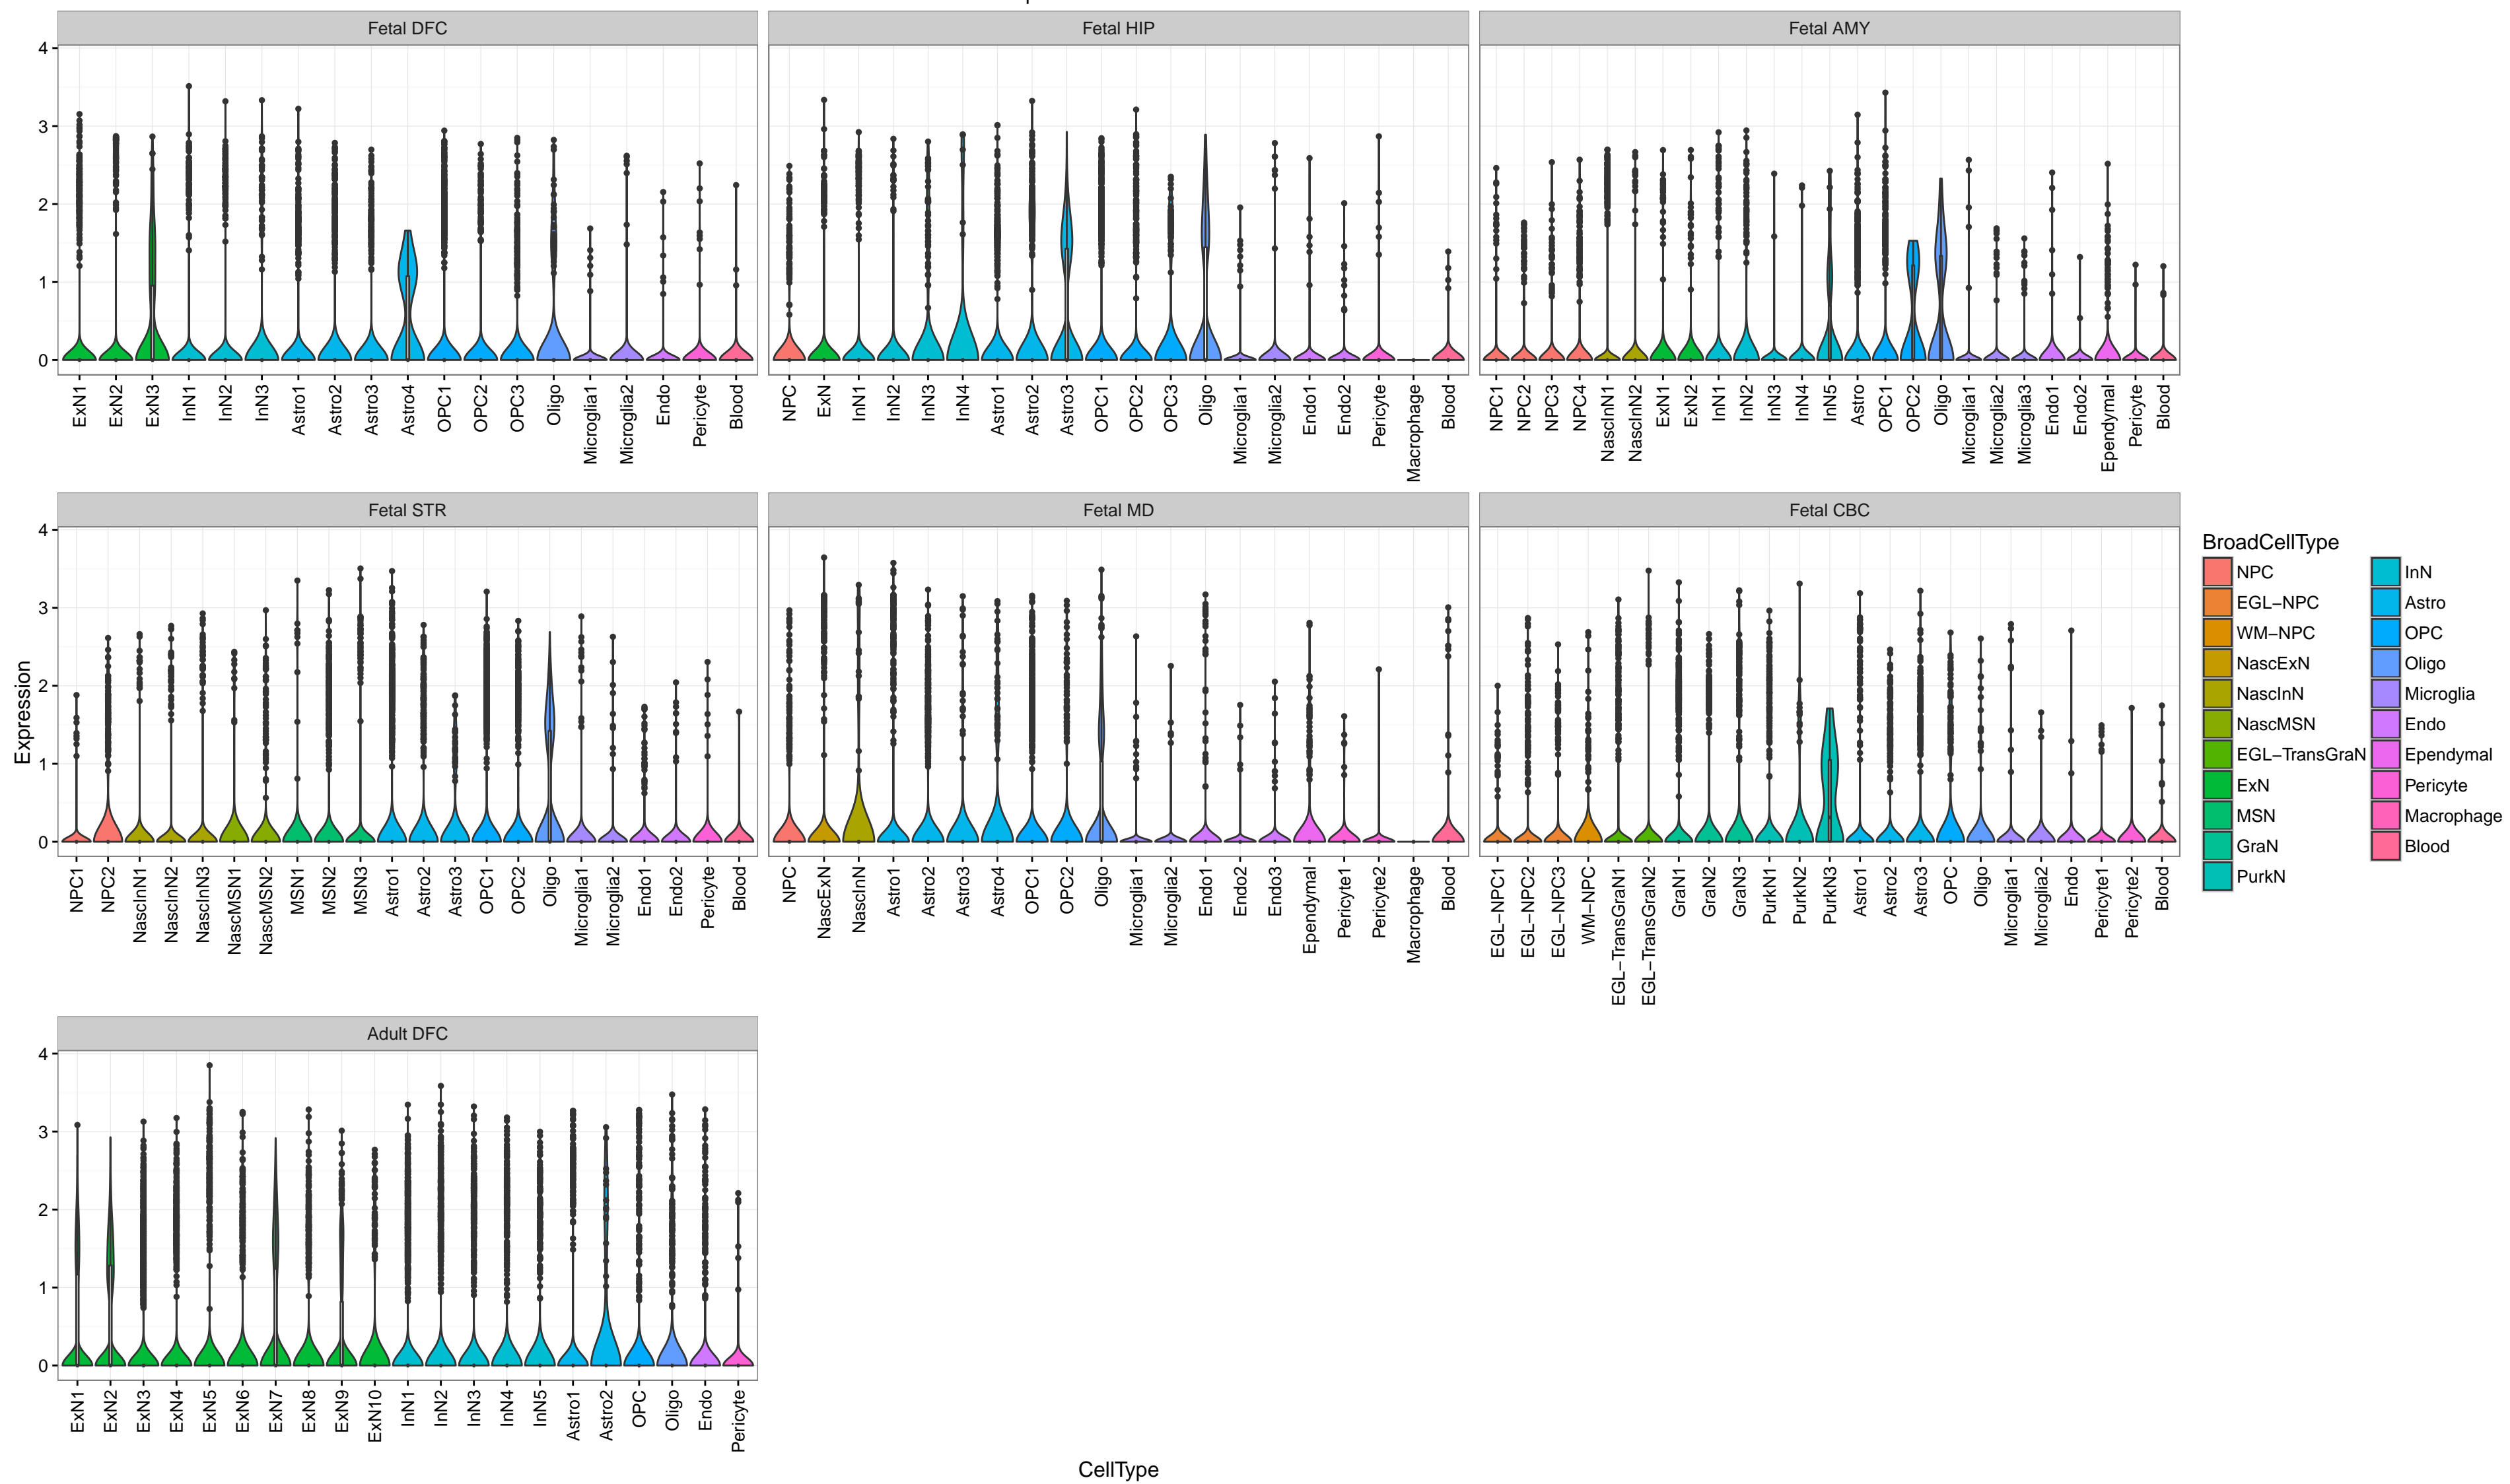 Fetal DFC
Fetal HIP
Fetal AMY
4
3
2
1
0
ExN1 ExN2 ExN3 InN1 InN2 InN3 Astro1 Astro2 Astro3 Astro4 OPC1 OPC2 OPC3 Oligo Microglia1 Microglia2 Endo Pericyte Blood
NPC ExN InN1 InN2 InN3 InN4 Astro1 Astro2 Astro3 OPC1 OPC2 OPC3 Oligo Microglia1 Microglia2 Endo1 Endo2 Pericyte Macrophage Blood
NPC1 NPC2 NPC3 NPC4 NascInN1 NascInN2 ExN1 ExN2 InN1 InN2 InN3 InN4 InN5 Astro OPC1 OPC2 Oligo Microglia1 Microglia2 Microglia3 Endo1 Endo2 Ependymal Pericyte Blood
Fetal STR
Fetal MD
Fetal CBC
Expression
4
3
2
1
0
NPC1 NPC2 NascInN1 NascInN2 NascInN3 NascMSN1 NascMSN2 MSN1 MSN2 MSN3 Astro1 Astro2 Astro3 OPC1 OPC2 Oligo Microglia1 Microglia2 Endo1 Endo2 Pericyte Blood
NPC NascExN NascInN Astro1 Astro2 Astro3 Astro4 OPC1 OPC2 Oligo Microglia1 Microglia2 Endo1 Endo2 Endo3 Ependymal Pericyte1 Pericyte2 Macrophage Blood
EGL−NPC1 EGL−NPC2 EGL−NPC3 WM−NPC EGL−TransGraN1 EGL−TransGraN2 GraN1 GraN2 GraN3 PurkN1 PurkN2 PurkN3 Astro1 Astro2 Astro3 OPC Oligo Microglia1 Microglia2 Endo Pericyte1 Pericyte2 Blood
BroadCellType
NPC
EGL−NPC
WM−NPC
NascExN
NascInN
NascMSN
EGL−TransGraN
ExN
MSN
GraN
PurkN
InN
Astro
OPC
Oligo
Microglia
Endo
Ependymal
Pericyte
Macrophage
Blood
Adult DFC
4
3
2
1
0
ExN1 ExN2 ExN3 ExN4 ExN5 ExN6 ExN7 ExN8 ExN9 ExN10 InN1 InN2 InN3 InN4 InN5 Astro1 Astro2 OPC Oligo Endo Pericyte
CellType